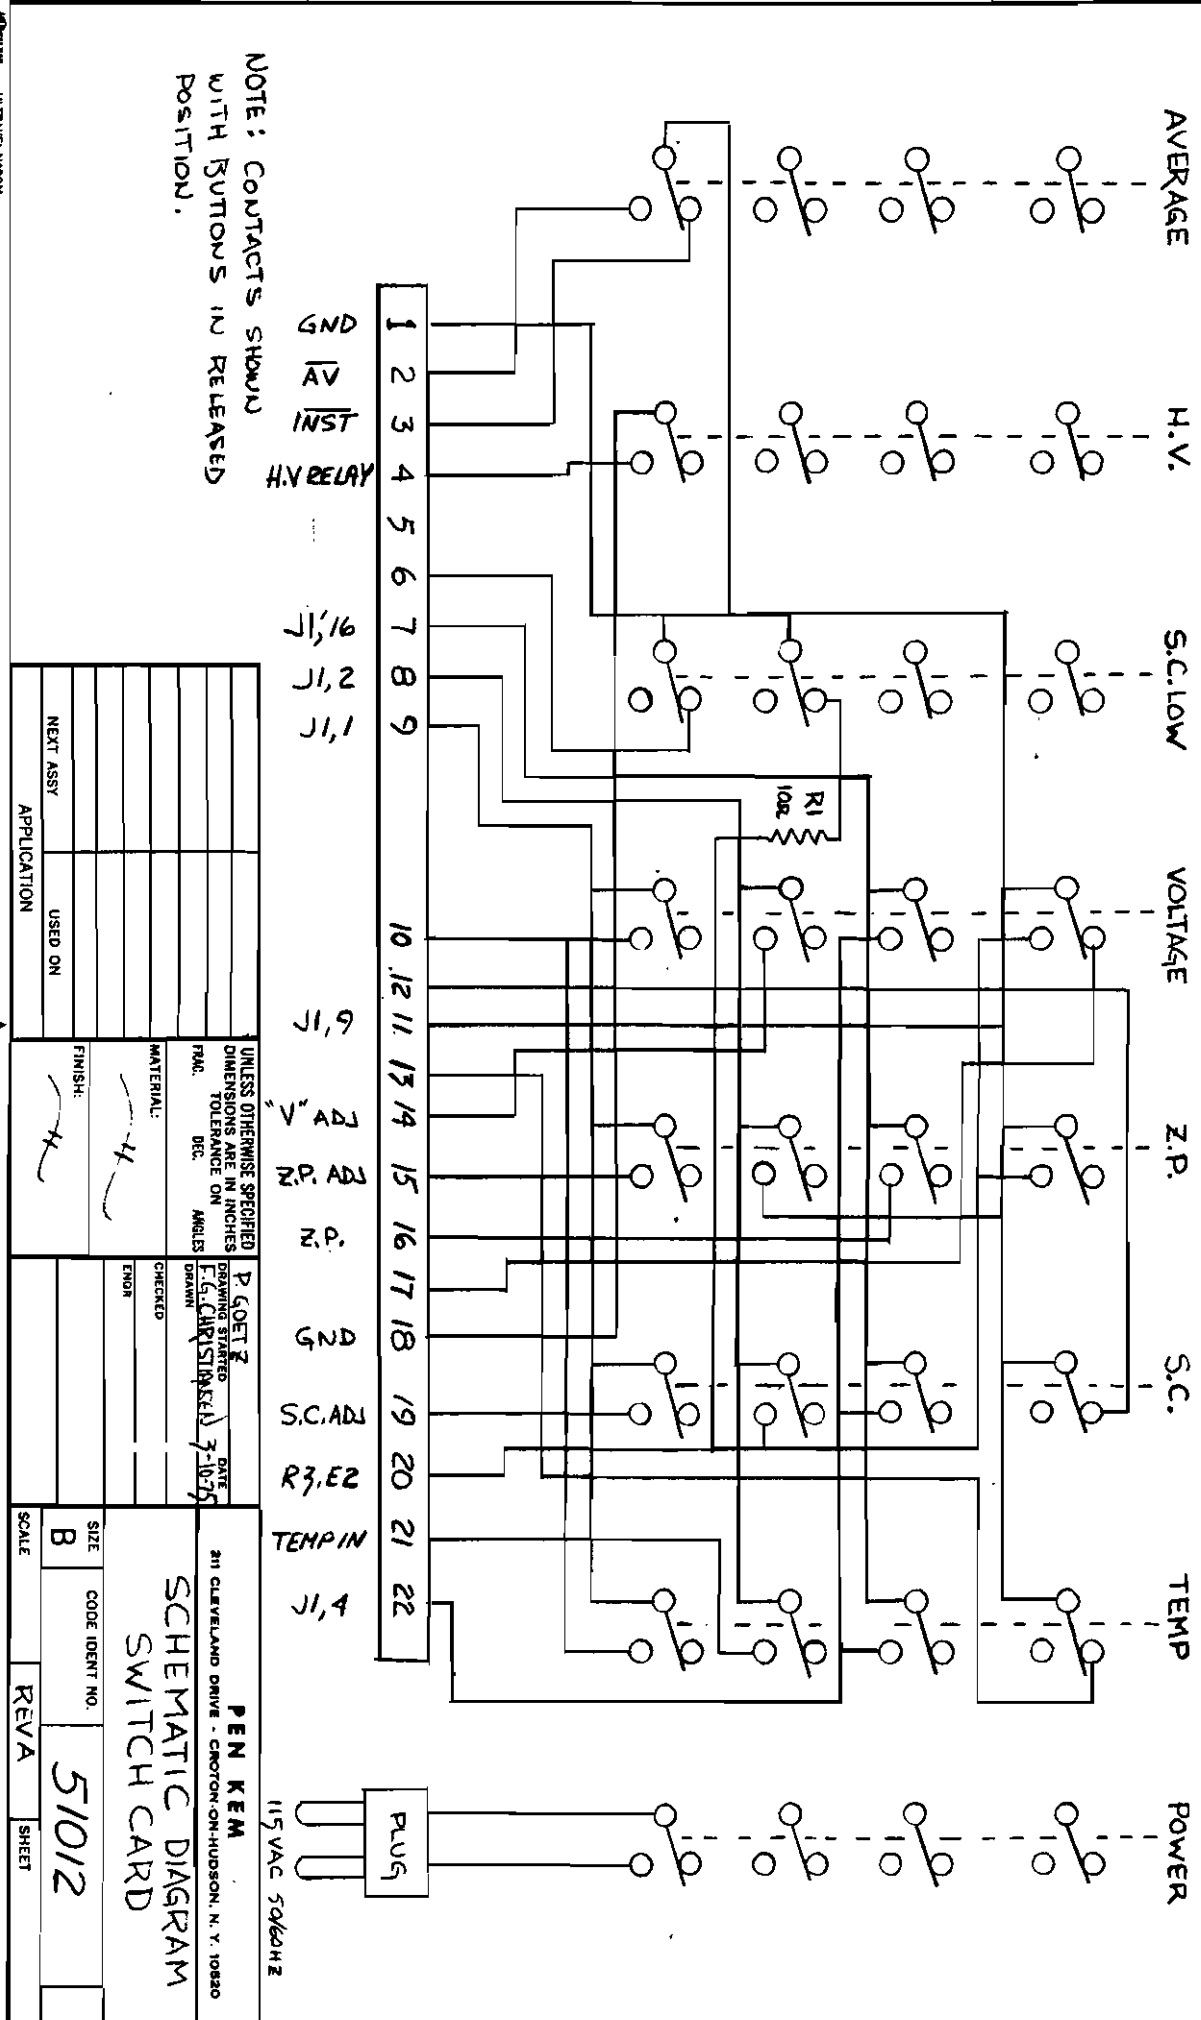 AVERAGE
H.V.
S.C. LOW
VOLTAGE
Z.P.
S.C.
TEMP
POWER
R1
10Ω
1
2
3
4
5
6
7
8
9
10
12
11
13
14
15
16
17
18
19
20
21
22
PLUG
GND
AV
INST
H.V RELAY
J1,16
J1,2
J1,1
J1,9
"V" ADJ
Z.P. ADJ
Z.P.
GND
S.C. ADJ
R3,E2
TEMP IN
J1,4
115 VAC 50/60HZ
NOTE: CONTACTS SHOWN
WITH BUTTONS IN RELEASED
POSITION.
NEXT ASSY
USED ON
APPLICATION
UNLESS OTHERWISE SPECIFIED
DIMENSIONS ARE IN INCHES
TOLERANCE ON
FRAC. DEC. ANGLES
MATERIAL:
FINISH:
P. GOETZ
DRAWING STARTED DATE
F.G. 3-10-75
DRAWN
CHECKED
ENGR
PEN KEM
211 CLEVELAND DRIVE - CROTON-ON-HUDSON, N. Y. 10520
SCHEMATIC DIAGRAM
SWITCH CARD
SIZE
B
CODE IDENT NO.
51012
SCALE
REV A
SHEET